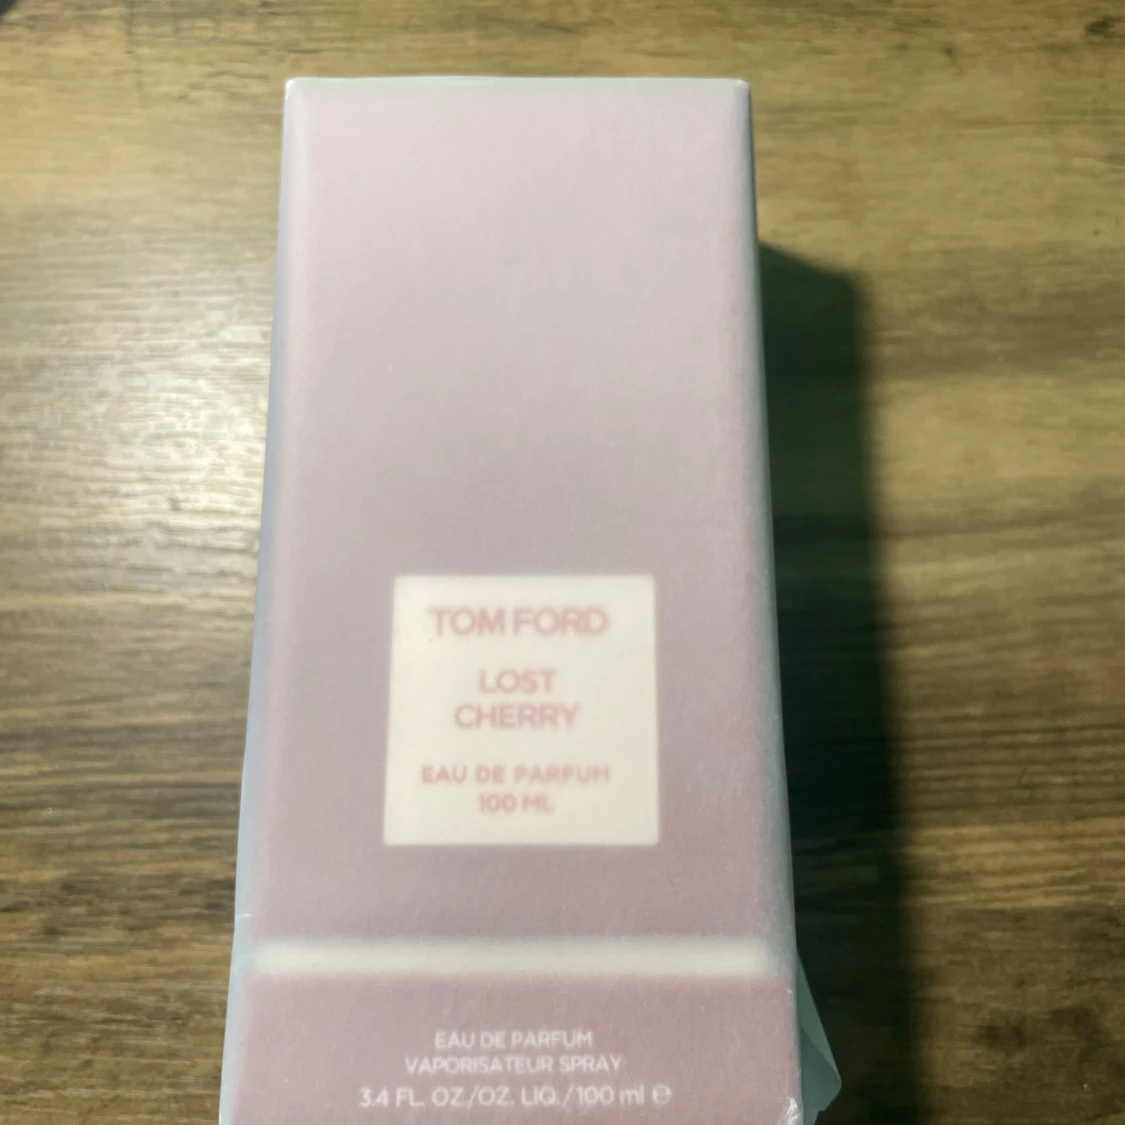 TOM FORD
LOST
CHERRY
EAU DE PARFUM
100 ML
EAU DE PARFUM
VAPORISATEUR SPRAY
3.4 FL. OZ./OZ. LIQ./100 ml ℮